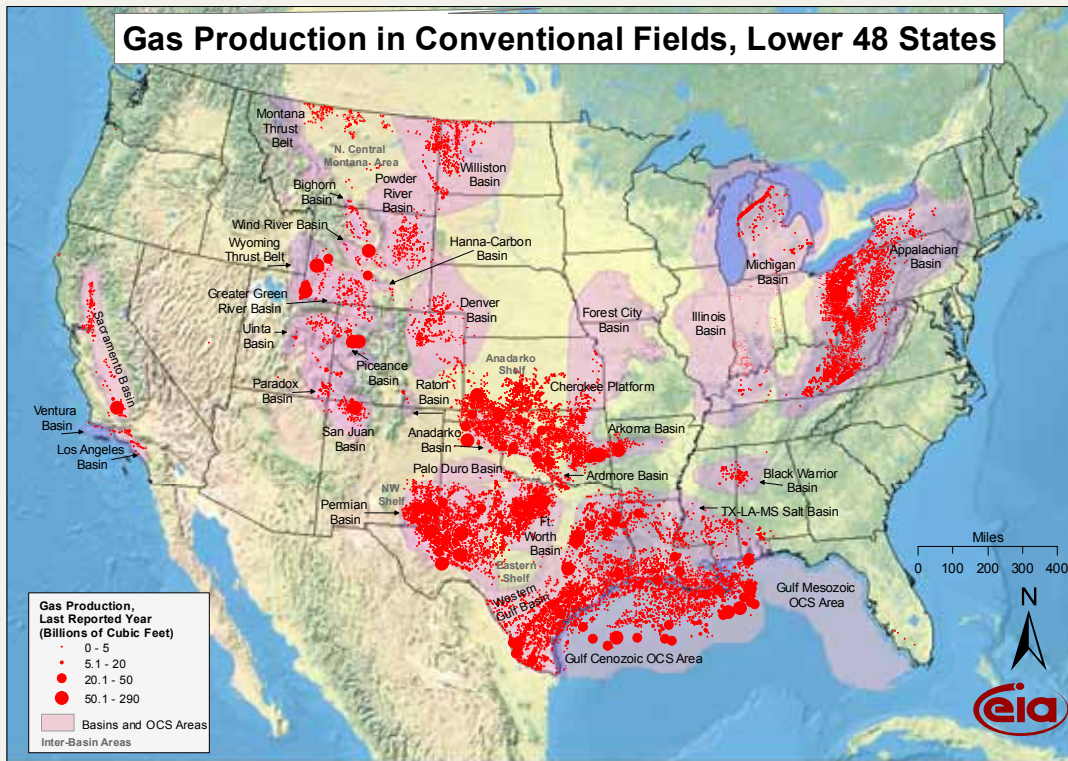 Gas Production in Conventional Fields, Lower 48 States
Montana
Thrust
Belt
N. Central
Montana Area
Williston
Basin
Bighorn
Basin
Powder
River
Basin
Wind River Basin
Wyoming
Thrust Belt
Hanna-Carbon
Basin
Greater Green
River Basin
Denver
Basin
Uinta
Basin
Piceance
Basin
Paradox
Basin
San Juan
Basin
Raton
Basin
Sacramento Basin
Ventura
Basin
Los Angeles
Basin
Forest City
Basin
Illinois
Basin
Michigan
Basin
Appalachian
Basin
Anadarko
Shelf
Cherokee Platform
Anadarko
Basin
Arkoma Basin
Palo Duro Basin
Ardmore Basin
NW
Shelf
Permian
Basin
Ft.
Worth
Basin
Eastern
Shelf
Black Warrior
Basin
TX-LA-MS Salt Basin
Western
Gulf Basin
Gulf Cenozoic OCS Area
Gulf Mesozoic
OCS Area
Miles
0 100 200 300 400
N
eia
Gas Production,
Last Reported Year
(Billions of Cubic Feet)
0 - 5
5.1 - 20
20.1 - 50
50.1 - 290
Basins and OCS Areas
Inter-Basin Areas